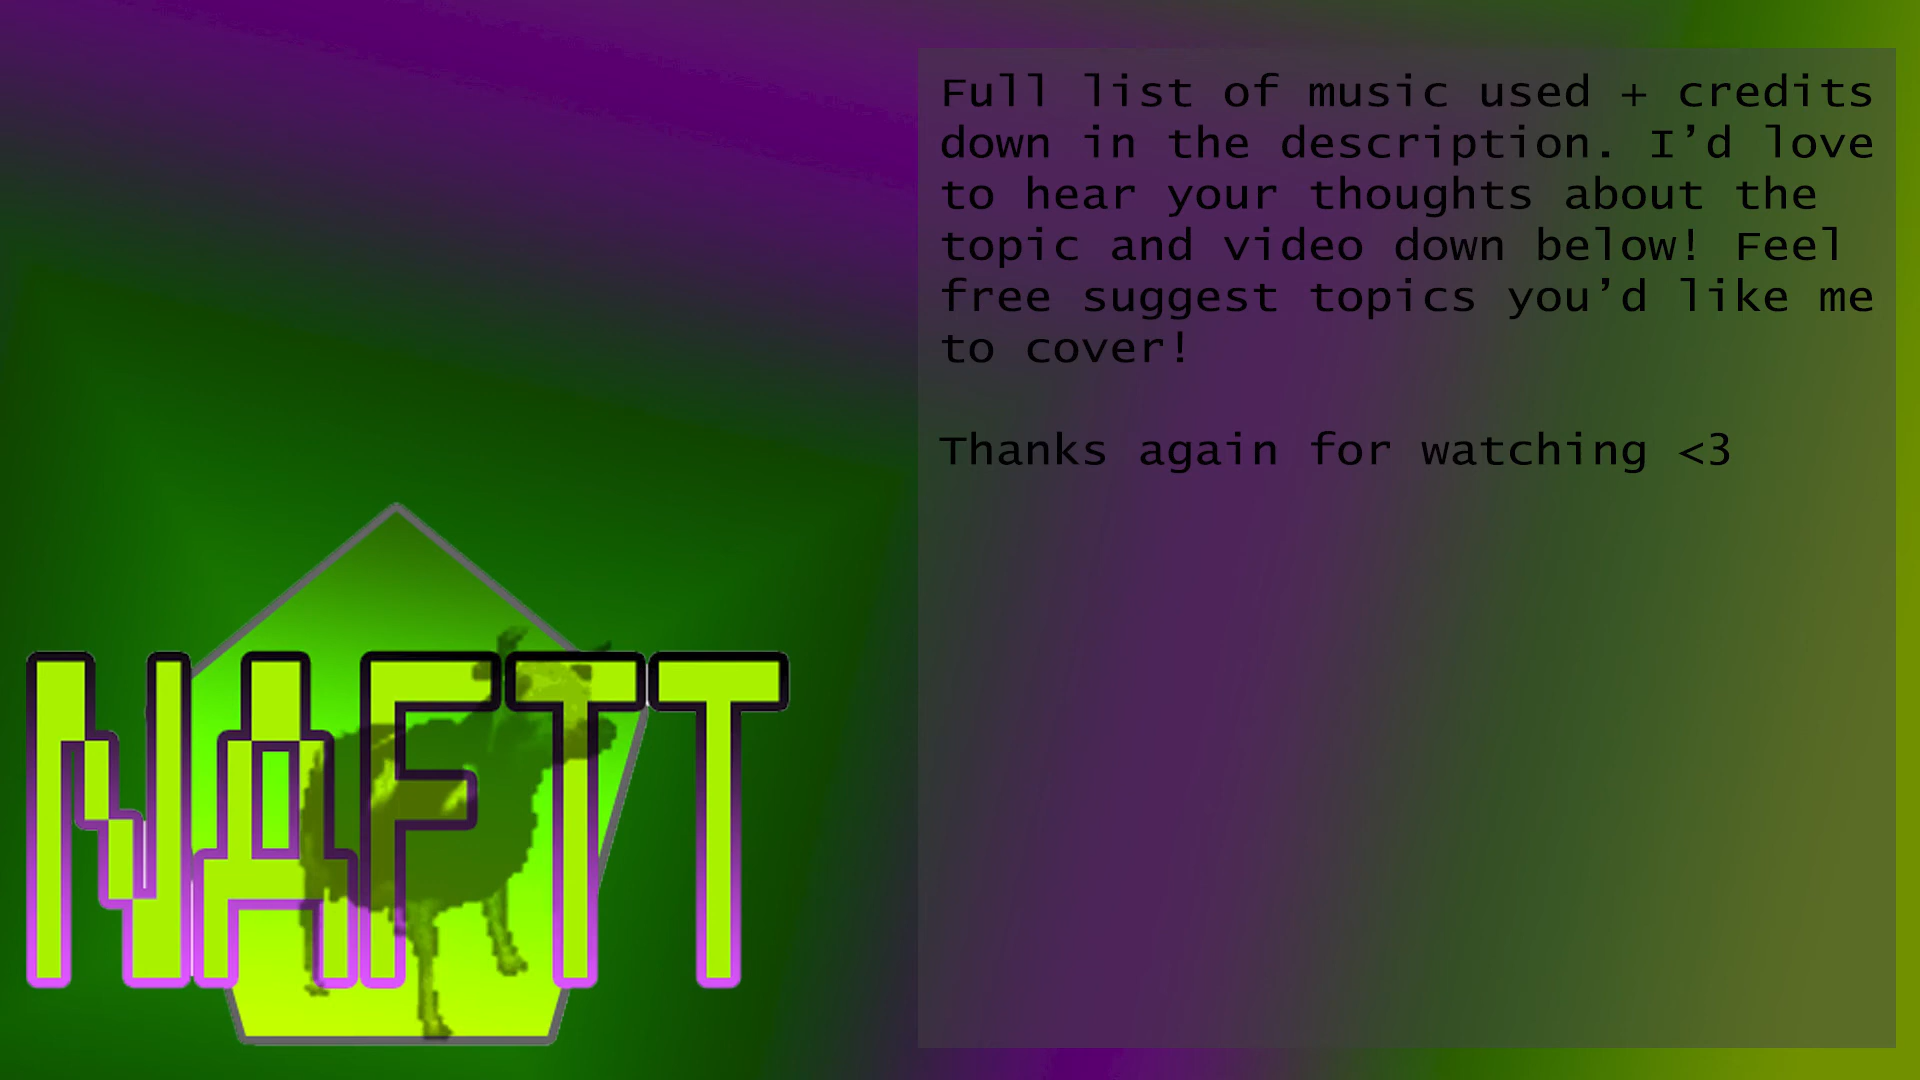 Full list of music used + credits
down in the description. I’d love
to hear your thoughts about the
topic and video down below! Feel
free suggest topics you’d like me
to cover!
Thanks again for watching <3
NAFTT